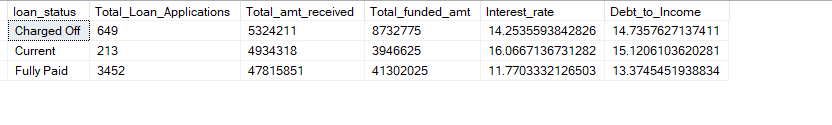 loan_status Total_Loan_Applications Total_amt_received Total_funded_amt Interest_rate Debt_to_Income
Charged Off 649 5324211 8732775 14.2535593842826 14.7357627137411
Current 213 4934318 3946625 16.0667136731282 15.1206103620281
Fully Paid 3452 47815851 41302025 11.7703332126503 13.3745451938834